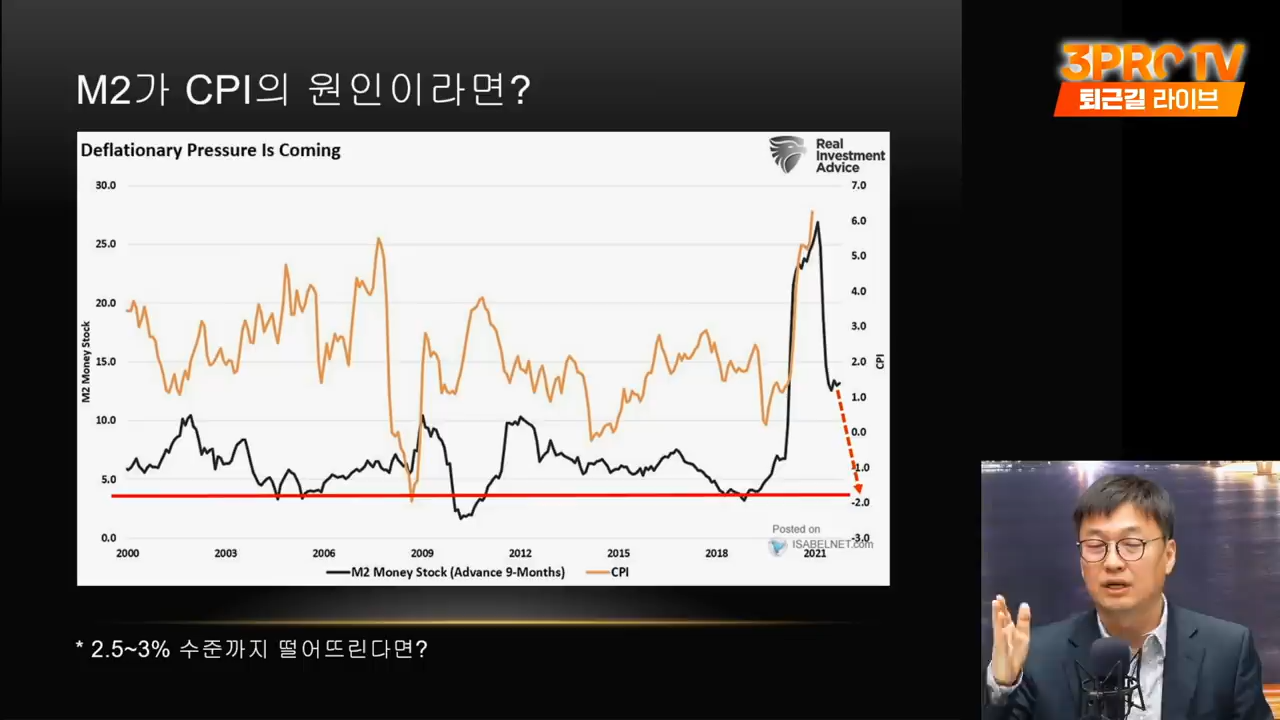 M2가 CPI의 원인이라면?
3PRO TV
퇴근길 라이브
Deflationary Pressure Is Coming
Real
Investment
Advice
30.0
7.0
6.0
25.0
5.0
4.0
20.0
3.0
15.0
2.0
1.0
10.0
0.0
-1.0
5.0
-2.0
0.0
-3.0
M2 Money Stock
CPI
Posted on
ISABELNET.com
2000 2003 2006 2009 2012 2015 2018 2021
M2 Money Stock (Advance 9-Months) CPI
* 2.5~3% 수준까지 떨어뜨린다면?